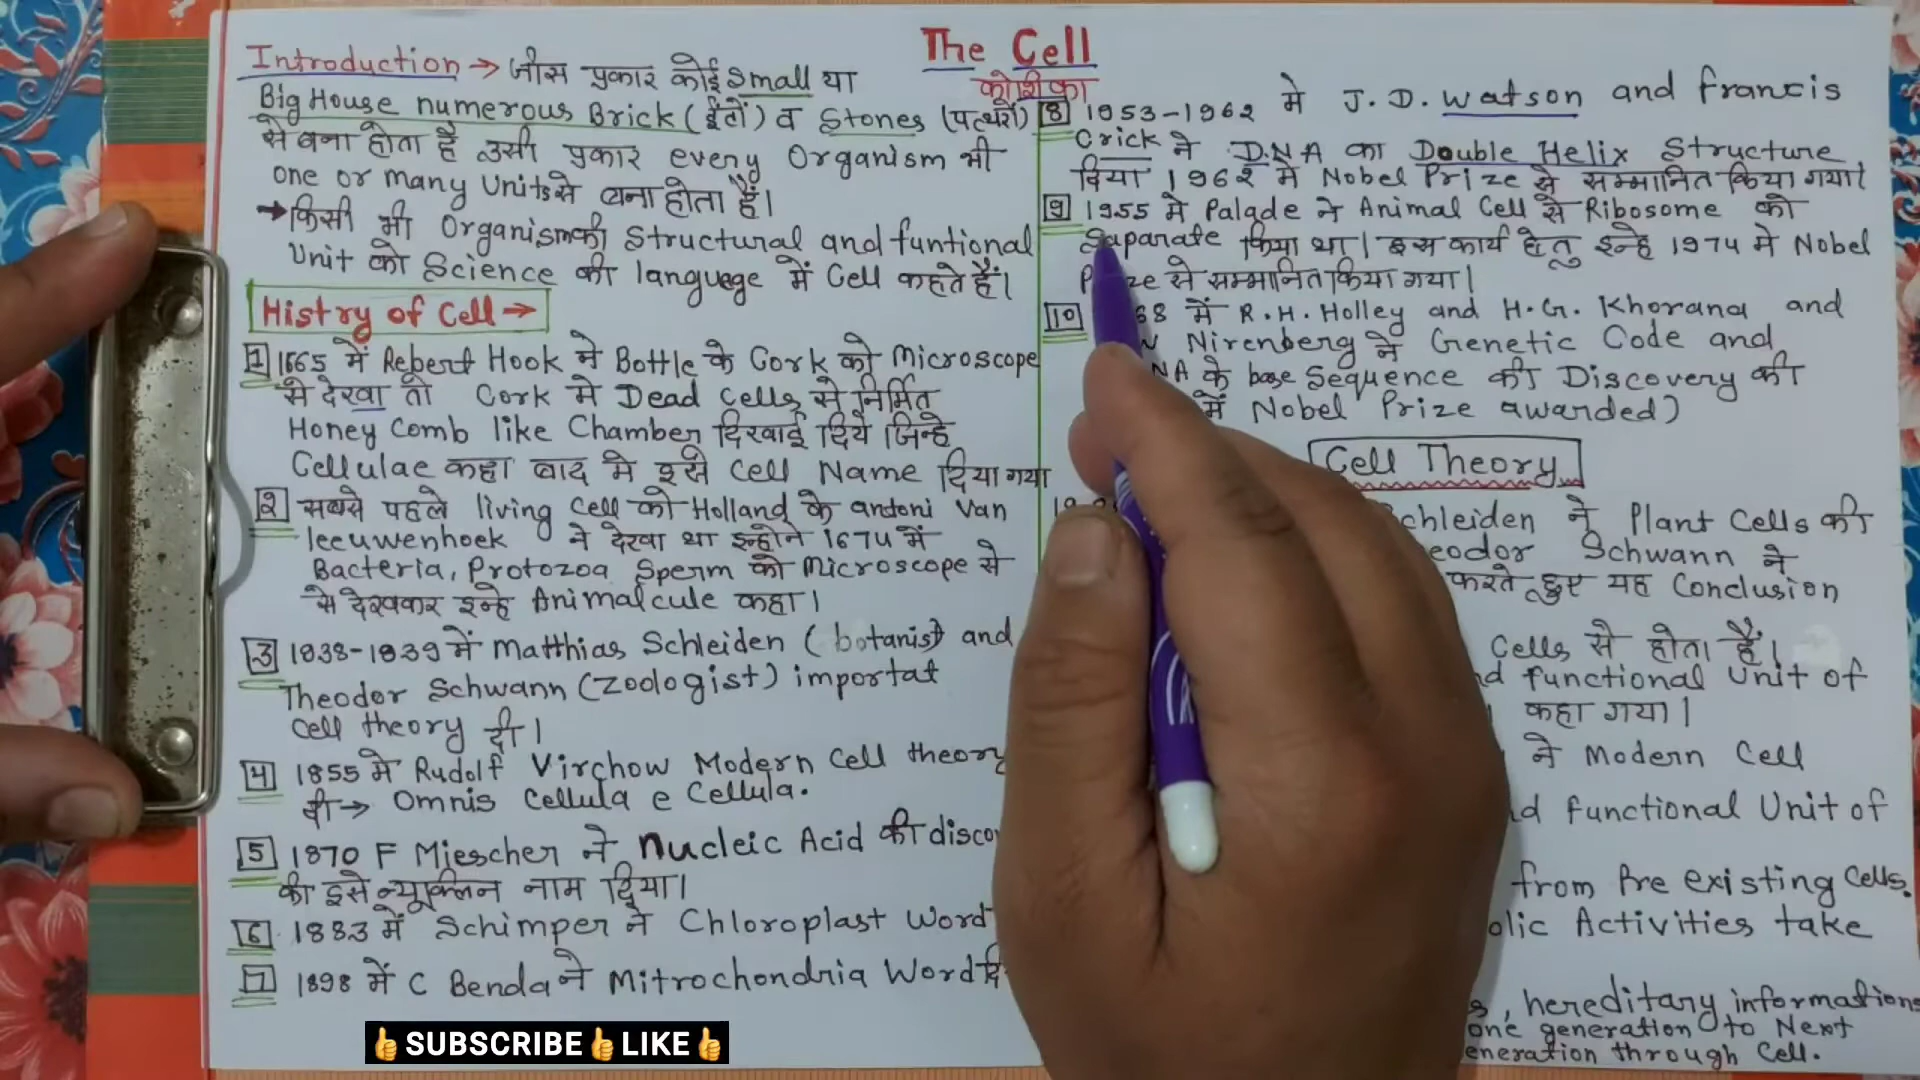 The Cell
कोशिका
Introduction → जीस प्रकार कोई small या
Big House numerous Brick (ईंटों) व Stones (पत्थरों)
से बना होता है उसी प्रकार every Organism भी
one or many Units से बना होता है।
→ किसी भी Organism की Structural and funtional
Unit को Science की language में Cell कहते हैं।
Histry of Cell →
1 1665 में Robert Hook ने Bottle के Cork को Microscope
से देखा तो Cork मे Dead Cells से निर्मित
Honey Comb like Chamber दिखाई दिये जिन्हे
Cellulae कहा बाद मे इसे Cell Name दिया गया
2 सबसे पहले living Cell को Holland के antoni Van
leeuwenhoek ने देखा था इन्होने 1674 में
Bacteria, Protozoa Sperm को Microscope से
से देखकर इन्हे Animalcule कहा।
3 1838-1839 में Matthias Schleiden (botanist) and
Theodor Schwann (Zoologist) importat
Cell theory दी।
4 1855 मे Rudolf Virchow Modern Cell theory
दी → Omnis Cellula e Cellula.
5 1870 F Miescher ने Nucleic Acid की disco
की इसे न्यूक्लिन नाम दिया।
6 1883 में Schimper ने Chloroplast Word
7 1898 में C Benda ने Mitrochondria Word दि
8 1953-1962 मे J.D. Watson and francis
Crick ने D.N.A का Double Helix Structure
दिया 1962 मे Nobel Prize से सम्मानित किया गया।
9 1955 मे Palade ने Animal Cell से Ribosome को
Saparate किया था। इस कार्य हेतु इन्हे 1974 मे Nobel
Prize से सम्मानित किया गया।
10 68 में R.H. Holley and H.G. Khorana and
Nirenberg ने Genetic Code and
NA के base Sequence की Discovery की
में Nobel Prize awarded)
Cell Theory
Schleiden ने Plant Cells की
eodor Schwann ने
करते हुए यह Conclusion
Cells से होता है।
nd functional Unit of
कहा गया।
ने Modern Cell
nd functional Unit of
from Pre existing Cells.
olic Activities take
s, hereditary informations
one generation to Next
eneration through Cell.
👍SUBSCRIBE👍LIKE👍